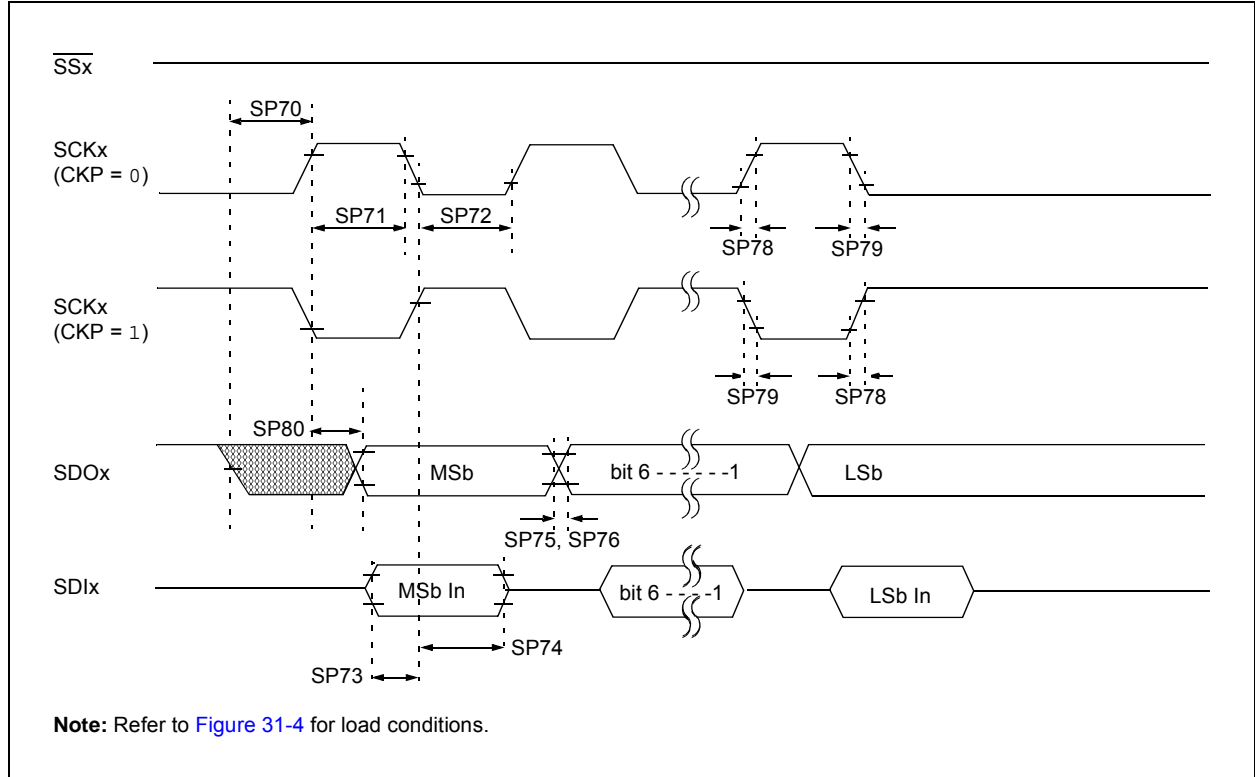 SSx
SP70
SCKx
(CKP = 0)
SP71
SP72
SP78
SP79
SCKx
(CKP = 1)
SP79
SP78
SP80
SDOx
MSb
bit 6 - - - - - -1
LSb
SP75, SP76
SDIx
MSb In
bit 6 - - - -1
LSb In
SP74
SP73
Note: Refer to Figure 31-4 for load conditions.